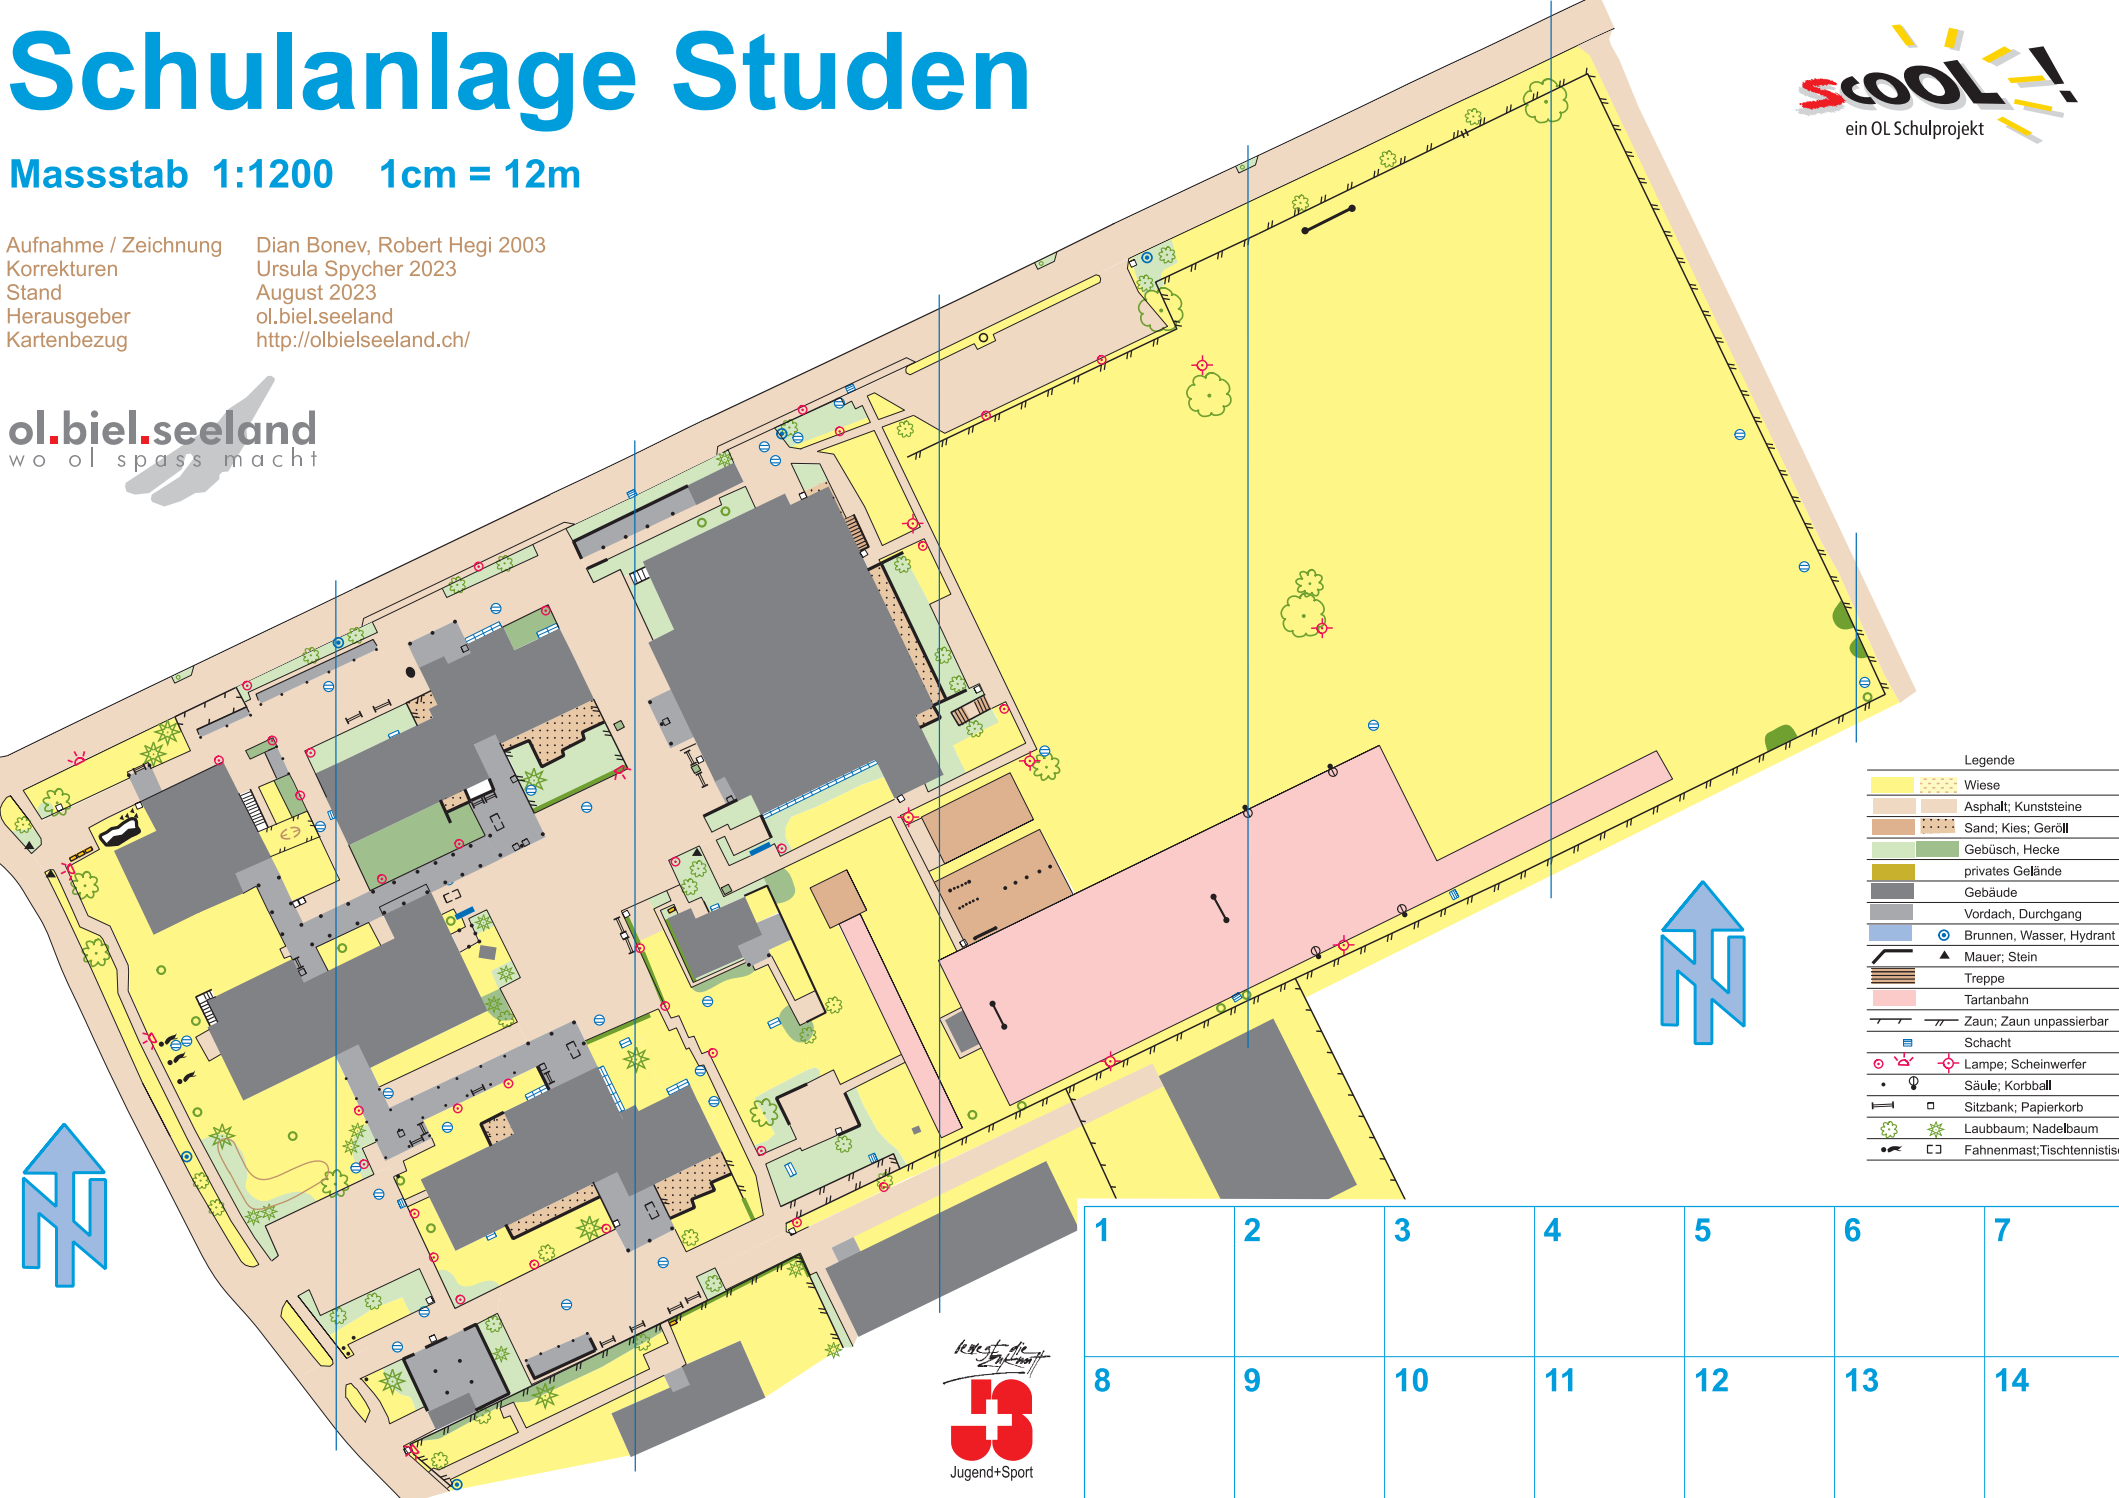 Schulanlage Studen
Massstab 1:1200 1cm = 12m
Aufnahme / Zeichnung Dian Bonev, Robert Hegi 2003
Korrekturen Ursula Spycher 2023
Stand August 2023
Herausgeber ol.biel.seeland
Kartenbezug http://olbielseeland.ch/
ol.biel.seeland
wo ol spass macht
scOOL!
ein OL Schulprojekt
Legende
Wiese
Asphalt; Kunststeine
Sand; Kies; Geröll
Gebüsch, Hecke
privates Gelände
Gebäude
Vordach, Durchgang
Brunnen, Wasser, Hydrant
Mauer; Stein
Treppe
Tartanbahn
Zaun; Zaun unpassierbar
Schacht
Lampe; Scheinwerfer
Säule; Korbball
Sitzbank; Papierkorb
Laubbaum; Nadelbaum
Fahnenmast;Tischtennistisc
N
N
bewegt die
Zukunft
Jugend+Sport
1 2 3 4 5 6 7
8 9 10 11 12 13 14